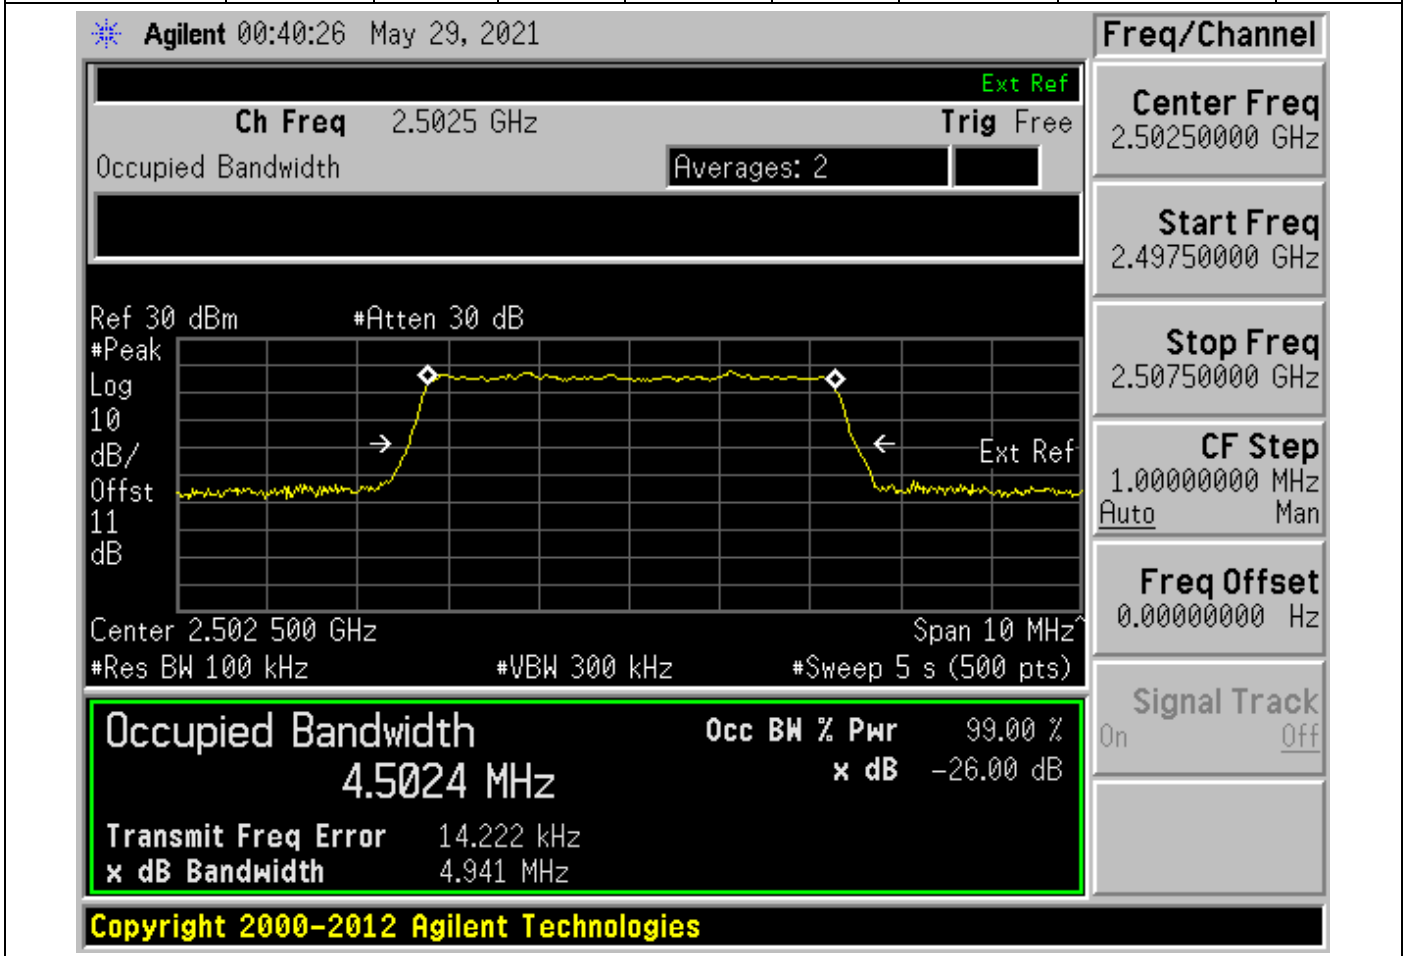 Agilent 00:40:26 May 29, 2021
Freq/Channel
Ext Ref
Ch Freq 2.5025 GHz
Trig Free
Occupied Bandwidth
Averages: 2
Center Freq
2.50250000 GHz
Start Freq
2.49750000 GHz
Stop Freq
2.50750000 GHz
CF Step
1.00000000 MHz
Auto Man
Freq Offset
0.00000000 Hz
Signal Track
On Off
Ref 30 dBm #Atten 30 dB
#Peak
Log
10
dB/
Offst
11
dB
Ext Ref
Center 2.502 500 GHz
Span 10 MHz^
#Res BW 100 kHz #VBW 300 kHz #Sweep 5 s (500 pts)
Occupied Bandwidth
4.5024 MHz
Occ BW % Pwr 99.00 %
x dB -26.00 dB
Transmit Freq Error 14.222 kHz
x dB Bandwidth 4.941 MHz
Copyright 2000-2012 Agilent Technologies